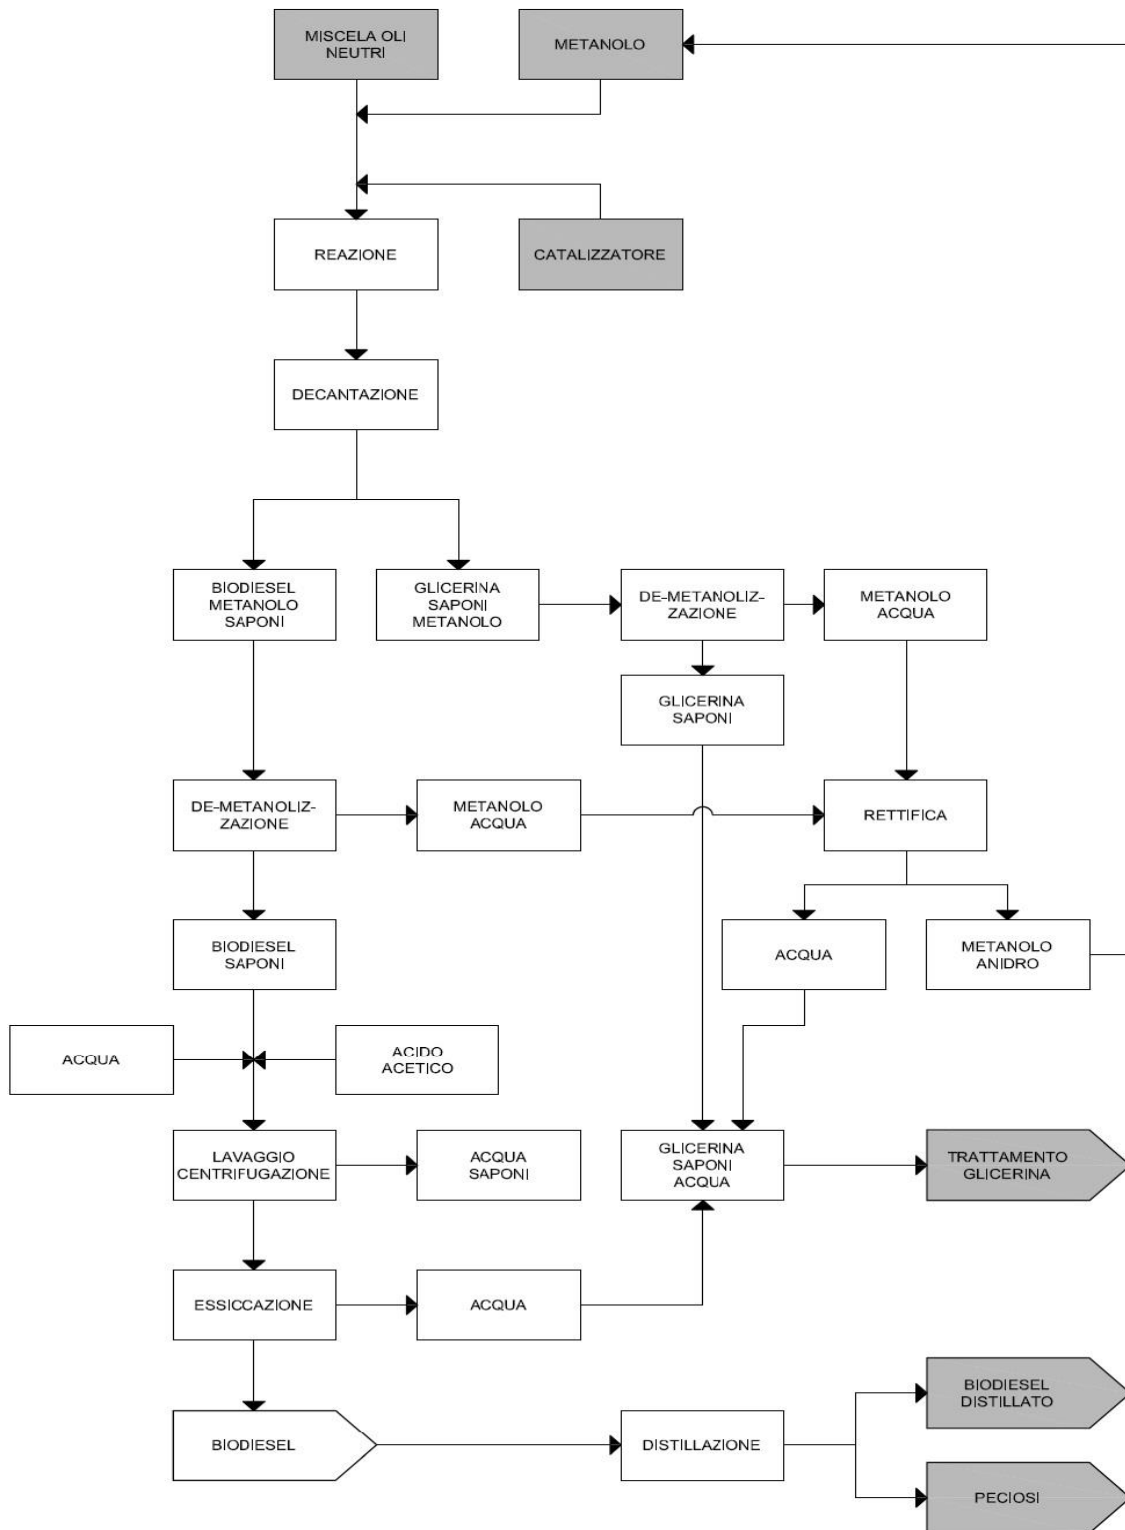 MISCELA OLI
NEUTRI
METANOLO
REAZIONE
CATALIZZATORE
DECANTAZIONE
BIODIESEL
METANOLO
SAPONI
GLICERINA
SAPONI
METANOLO
DE-METANOLIZ-
ZAZIONE
METANOLO
ACQUA
GLICERINA
SAPONI
DE-METANOLIZ-
ZAZIONE
METANOLO
ACQUA
RETTIFICA
BIODIESEL
SAPONI
ACQUA
METANOLO
ANIDRO
ACQUA
ACIDO
ACETICO
LAVAGGIO
CENTRIFUGAZIONE
ACQUA
SAPONI
GLICERINA
SAPONI
ACQUA
TRATTAMENTO
GLICERINA
ESSICCAZIONE
ACQUA
BIODIESEL
DISTILLATO
BIODIESEL
DISTILLAZIONE
PECIOSI